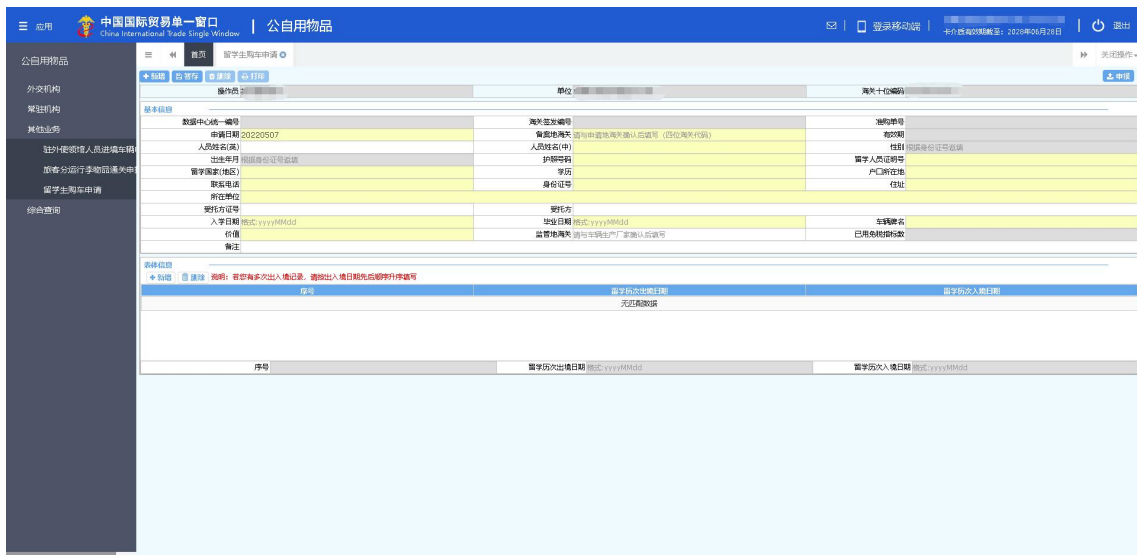 ☰ 应用 中国国际贸易单一窗口 | 公自用物品 登录移动端 卡介质有效期截至：2028年06月28日 退出
China International Trade Single Window
公自用物品 首页 留学生购车申请 关闭操作
外交机构
常驻机构
其他业务
驻外使领馆人员进境车辆
旅客分运行李物品通关申
留学生购车申请
综合查询
+新增 暂存 删除 打印 申报
操作员 单位 海关十位编码
基本信息
数据中心统一编号 海关签发编号 准购单号
申请日期 20220507 备案地海关 请与申请地海关确认后填写（四位海关代码） 有效期
人员姓名(英) 人员姓名(中) 性别 根据身份证号返填
出生年月 根据身份证号返填 护照号码 留学人员证明号
留学国家(地区) 学历 户口所在地
联系电话 身份证号 住址
所在单位
受托方证号 受托方
入学日期 格式:yyyyMMdd 毕业日期 格式:yyyyMMdd 车辆牌名
价值 监管地海关 请与车辆生产厂家确认后填写 已用免税指标数
备注
表体信息
+新增 删除 说明：若您有多次出入境记录，请按出入境日期先后顺序升序填写
序号 留学历次出境日期 留学历次入境日期
无匹配数据
序号 留学历次出境日期 格式:yyyyMMdd 留学历次入境日期 格式:yyyyMMdd